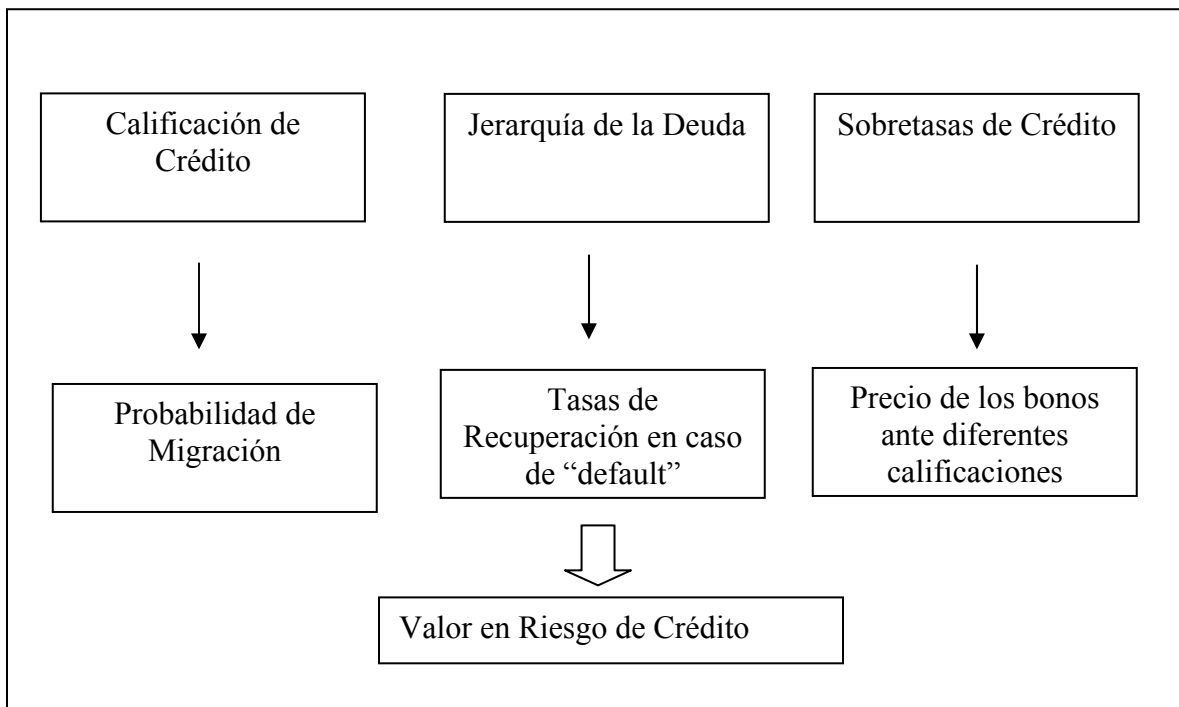 Calificación de
Crédito
Jerarquía de la Deuda
Sobretasas de Crédito
Probabilidad de
Migración
Tasas de
Recuperación en caso
de “default”
Precio de los bonos
ante diferentes
calificaciones
Valor en Riesgo de Crédito